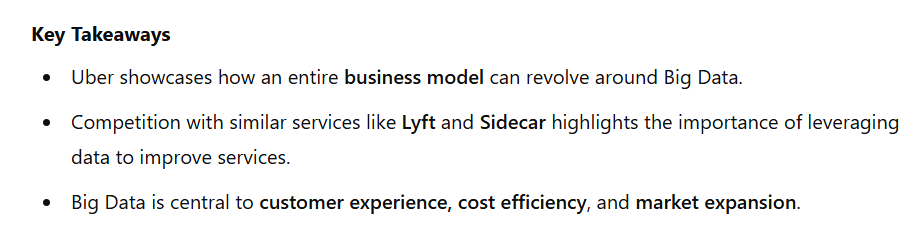 Key Takeaways
• Uber showcases how an entire business model can revolve around Big Data.
• Competition with similar services like Lyft and Sidecar highlights the importance of leveraging
data to improve services.
• Big Data is central to customer experience, cost efficiency, and market expansion.